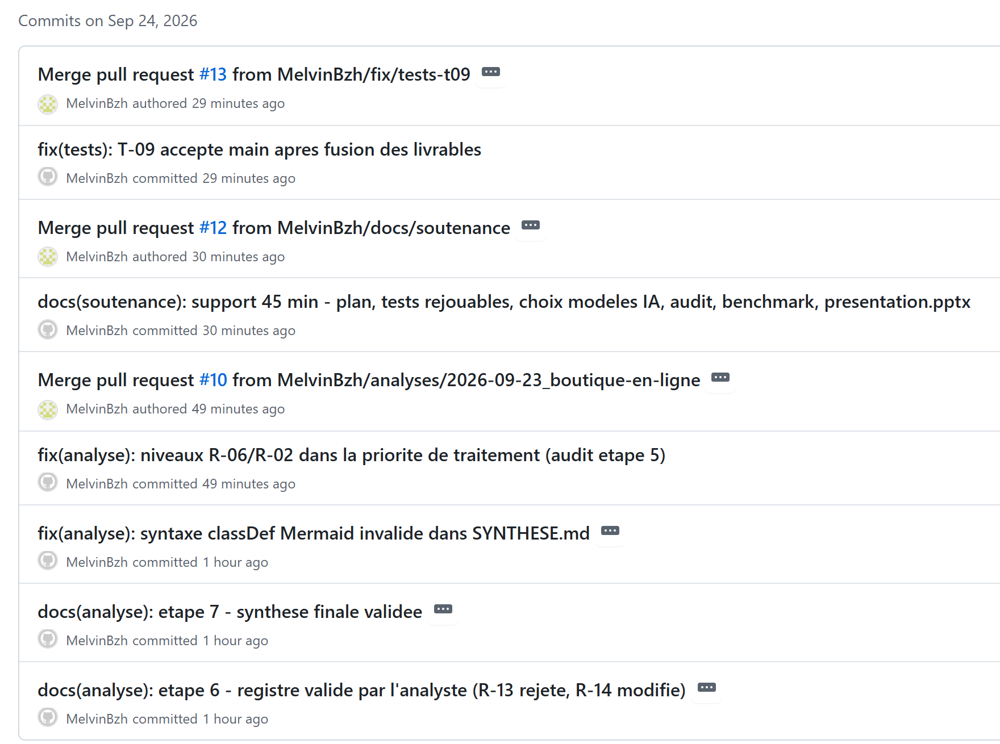 Commits on Sep 24, 2026
Merge pull request #13 from MelvinBzh/fix/tests-t09
MelvinBzh authored 29 minutes ago
fix(tests): T-09 accepte main apres fusion des livrables
MelvinBzh committed 29 minutes ago
Merge pull request #12 from MelvinBzh/docs/soutenance
MelvinBzh authored 30 minutes ago
docs(soutenance): support 45 min - plan, tests rejouables, choix modeles IA, audit, benchmark, presentation.pptx
MelvinBzh committed 30 minutes ago
Merge pull request #10 from MelvinBzh/analyses/2026-09-23_boutique-en-ligne
MelvinBzh authored 49 minutes ago
fix(analyse): niveaux R-06/R-02 dans la priorite de traitement (audit etape 5)
MelvinBzh committed 49 minutes ago
fix(analyse): syntaxe classDef Mermaid invalide dans SYNTHESE.md
MelvinBzh committed 1 hour ago
docs(analyse): etape 7 - synthese finale validee
MelvinBzh committed 1 hour ago
docs(analyse): etape 6 - registre valide par l'analyste (R-13 rejete, R-14 modifie)
MelvinBzh committed 1 hour ago